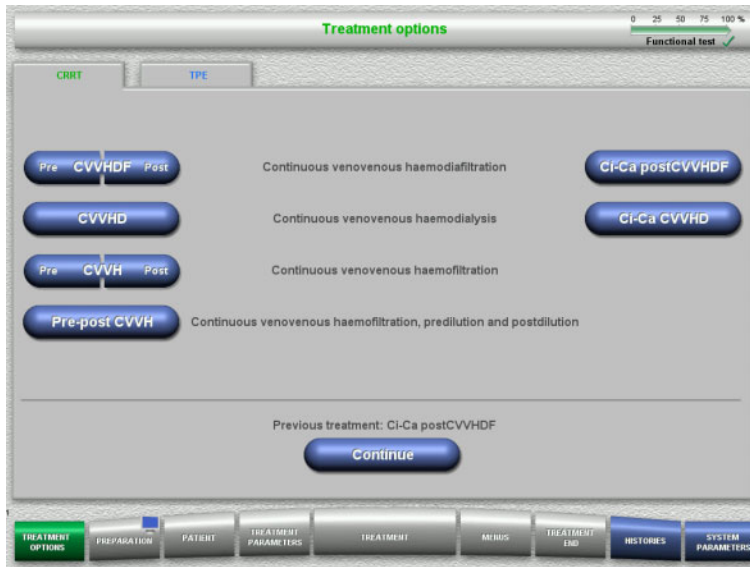 Treatment options
0 25 50 75 100 %
Functional test
CRRT
TPE
Pre CVVHDF Post
Continuous venovenous haemodiafiltration
Ci-Ca postCVVHDF
CVVHD
Continuous venovenous haemodialysis
Ci-Ca CVVHD
Pre CVVH Post
Continuous venovenous haemofiltration
Pre-post CVVH
Continuous venovenous haemofiltration, predilution and postdilution
Previous treatment: Ci-Ca postCVVHDF
Continue
1
TREATMENT
OPTIONS
PREPARATION
PATIENT
TREATMENT
PARAMETERS
TREATMENT
MENUS
TREATMENT
END
HISTORIES
SYSTEM
PARAMETERS